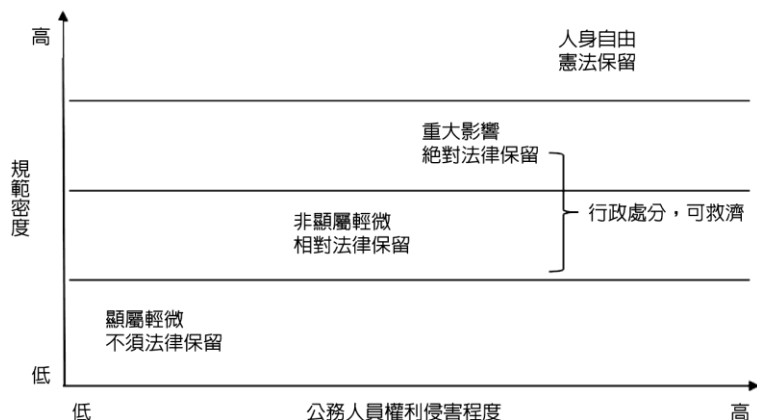 高
人身自由
憲法保留
重大影響
絕對法律保留
規範密度
行政處分，可救濟
非顯屬輕微
相對法律保留
顯屬輕微
不須法律保留
低
低
公務人員權利侵害程度
高